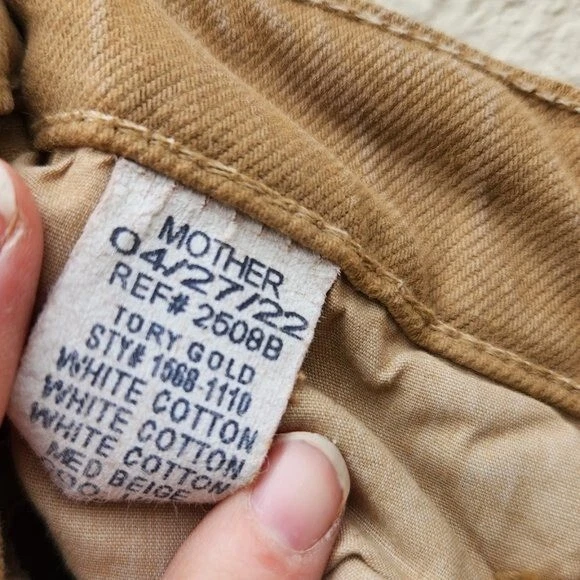 MOTHER
04/27/22
REF# 2508B
TORY GOLD
STY# 1568-1110
WHITE COTTON
WHITE COTTON
WHITE COTTON
MED BEIGE